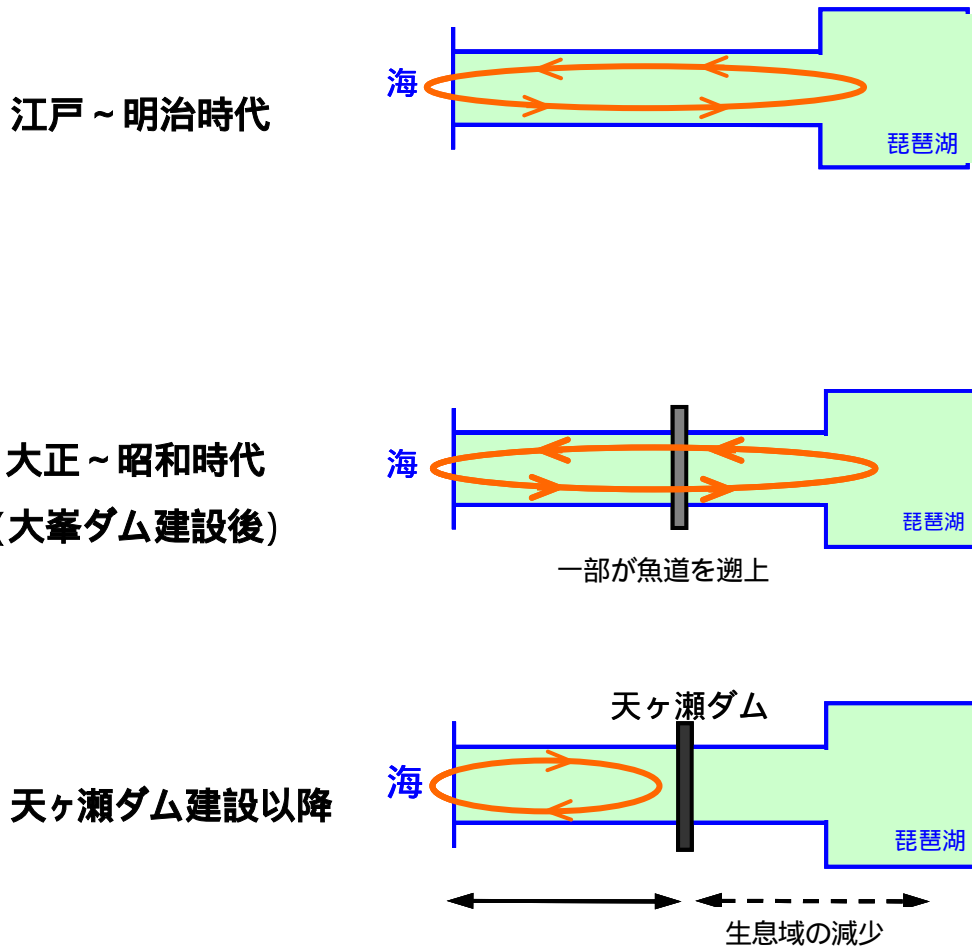 海
江戸～明治時代
琵琶湖
大正～昭和時代
海
(大峯ダム建設後)
琵琶湖
一部が魚道を遡上
天ヶ瀬ダム
海
天ヶ瀬ダム建設以降
琵琶湖
生息域の減少